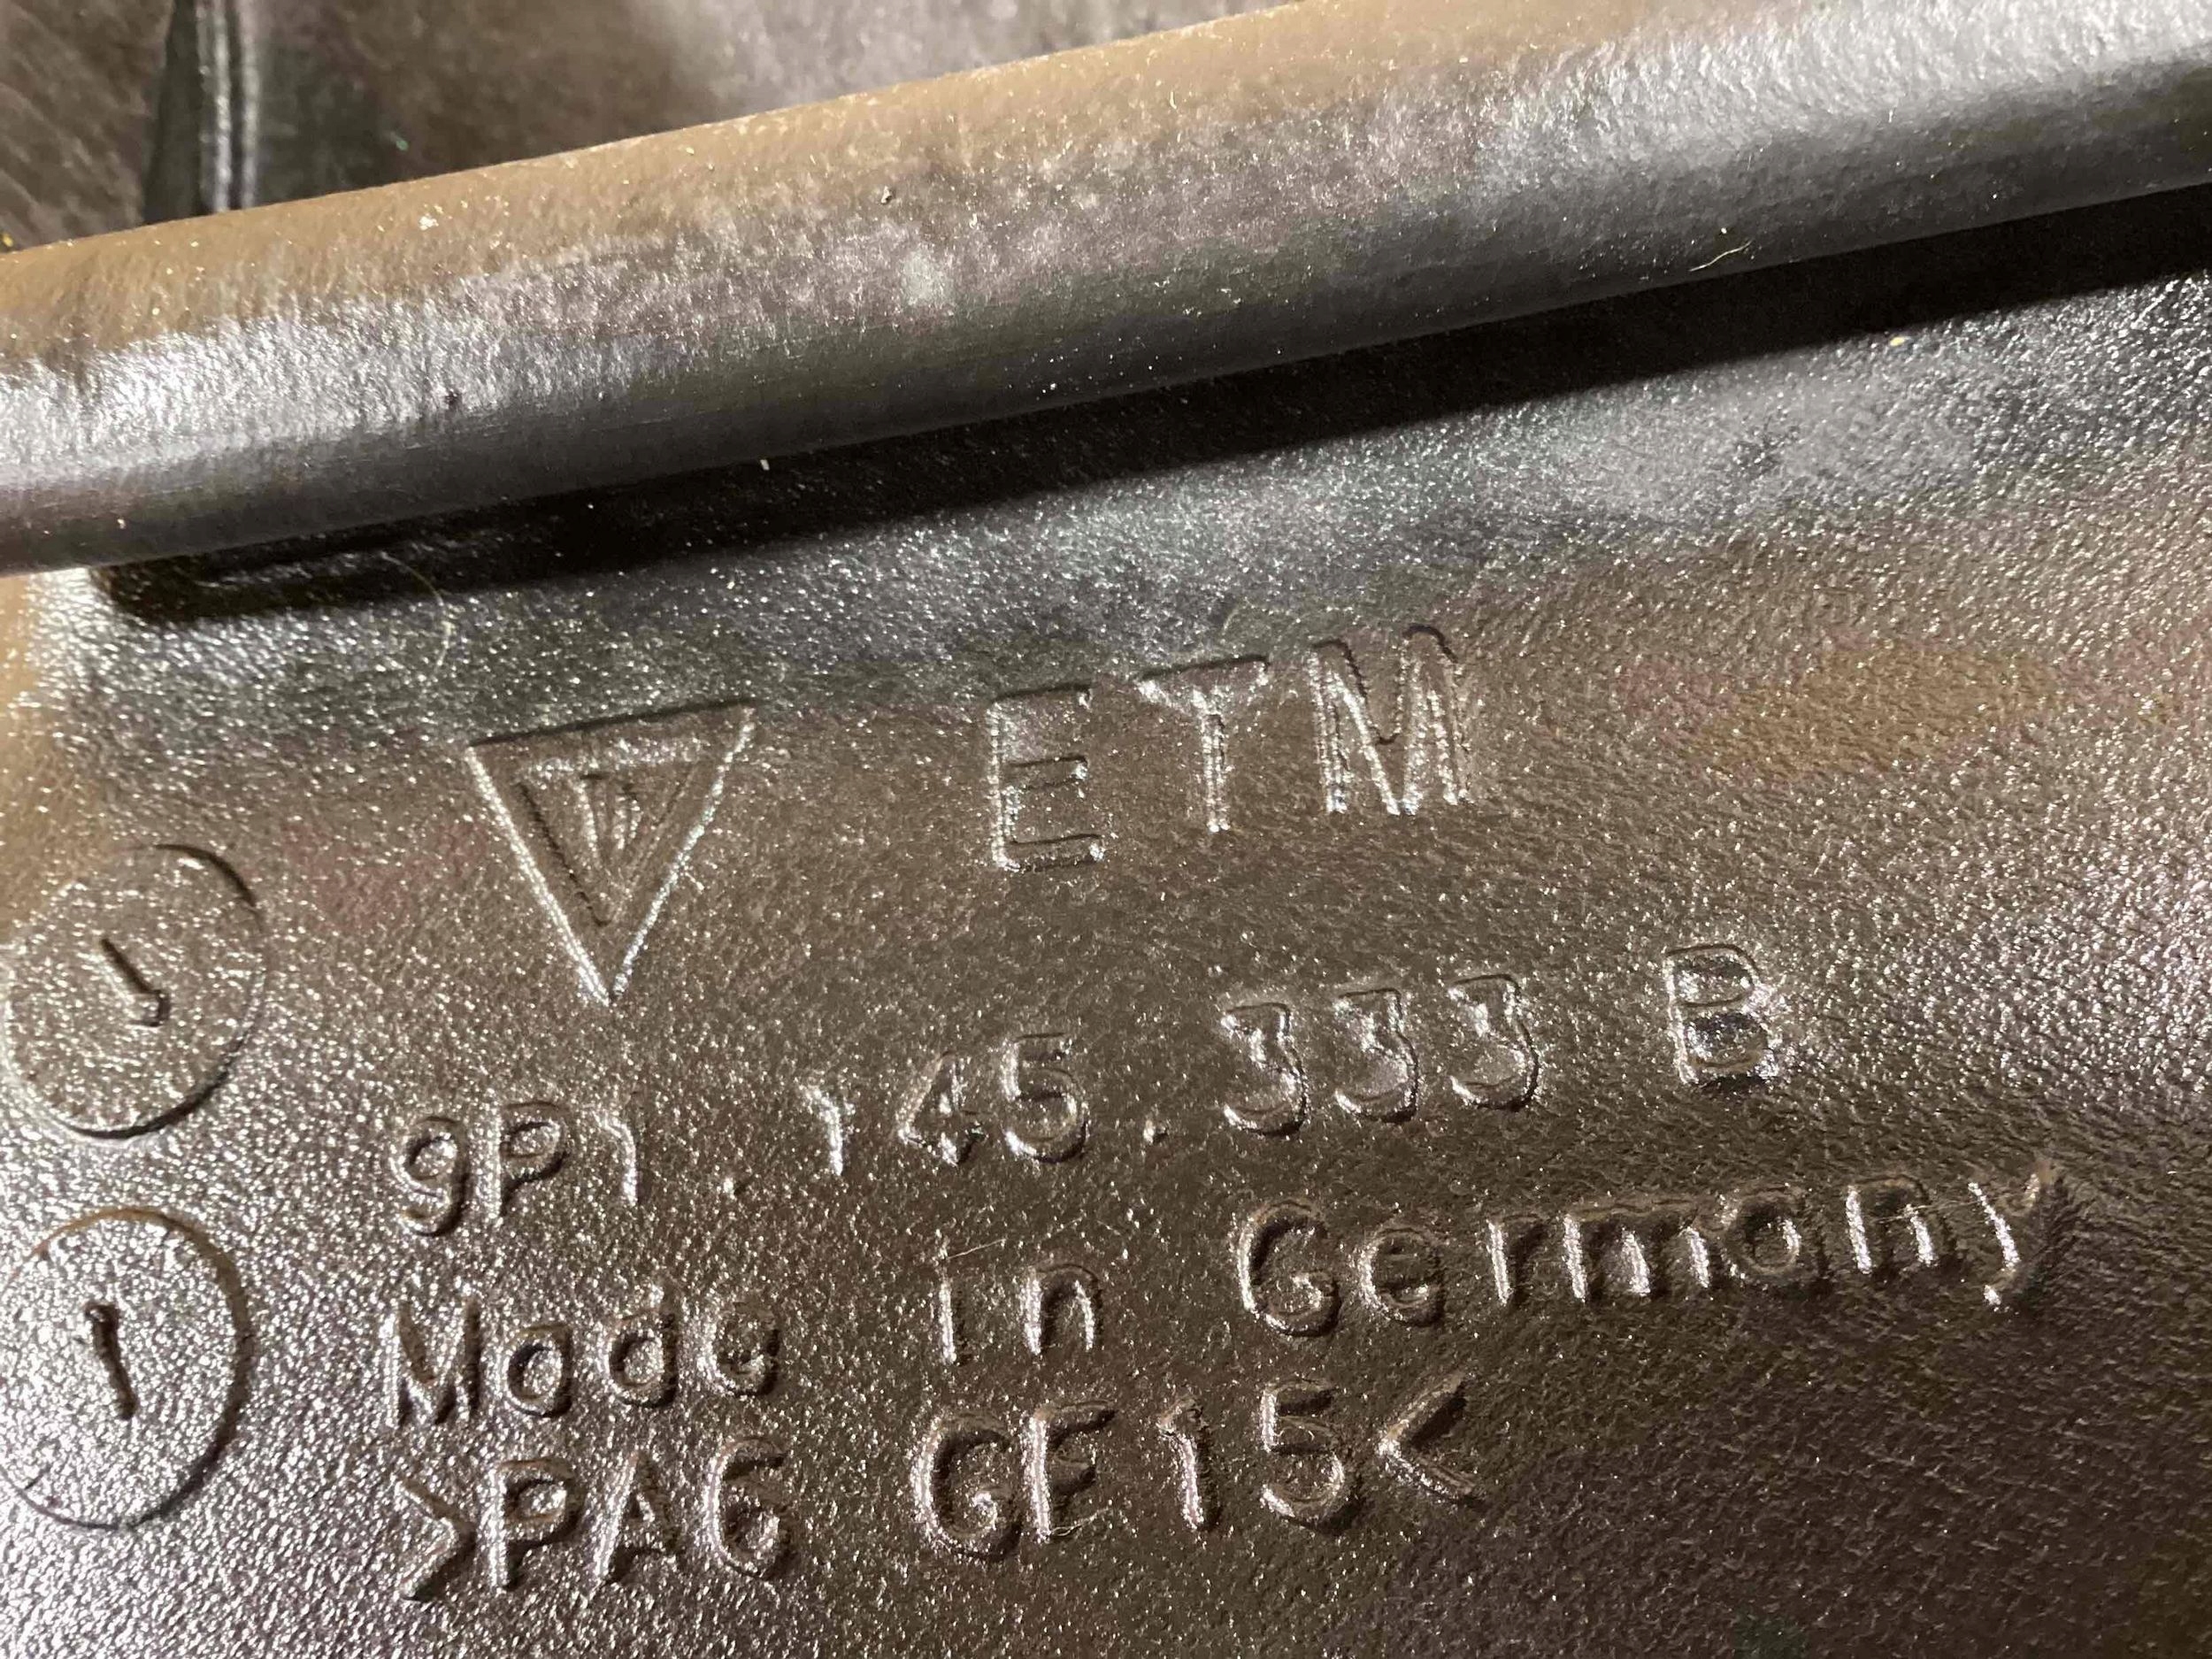 ETM
9P1.145.333 B
Made in Germany
>PA6 GF15<